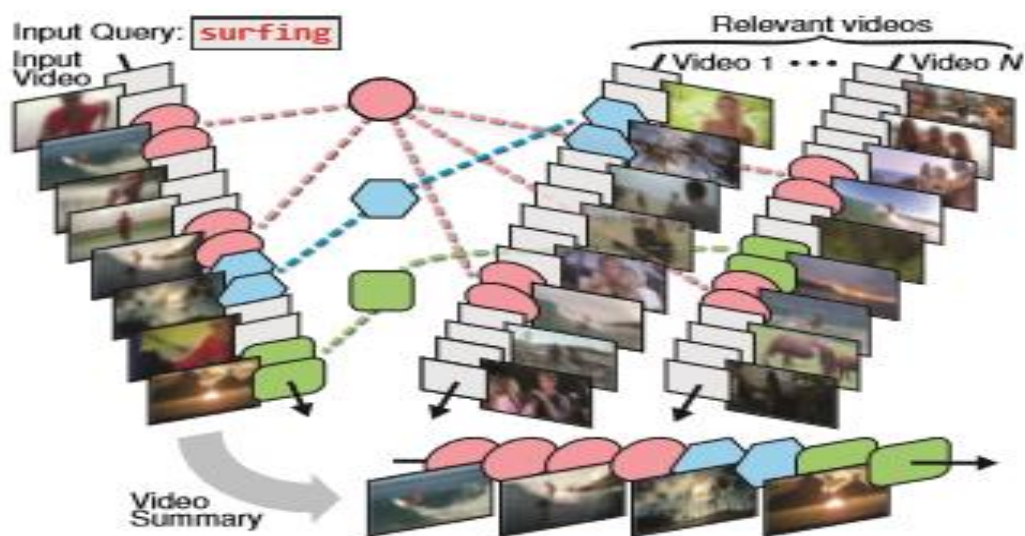 Input Query: surfing
Input
Video
Relevant videos
Video 1 ••• Video N
Video
Summary